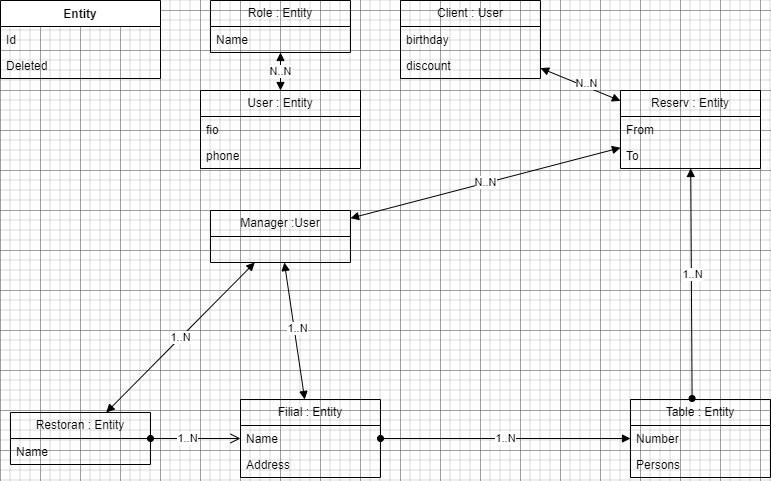 Entity
Id
Deleted
Role : Entity
Name
N..N
User : Entity
fio
phone
Client : User
birthday
discount
N..N
Reserv : Entity
From
To
N..N
Manager :User
1..N
1..N
1..N
Restoran : Entity
Name
1..N
Filial : Entity
Name
Address
1..N
Table : Entity
Number
Persons